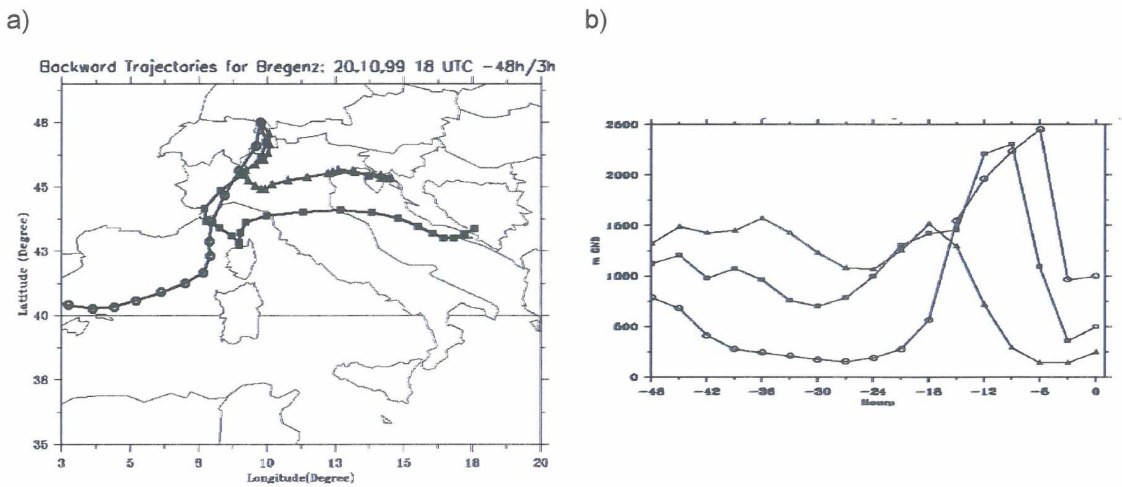 a)
Backward Trajectories for Bregenz: 20.10.99 18 UTC -48h/3h
48
45
43
40
38
35
Latitude (Degree)
3 5 8 10 13 15 18 20
Longitude(Degree)
b)
2500
2000
1500
1000
500
0
m GND
-48 -42 -36 -30 -24 -18 -12 -6 0
Hours